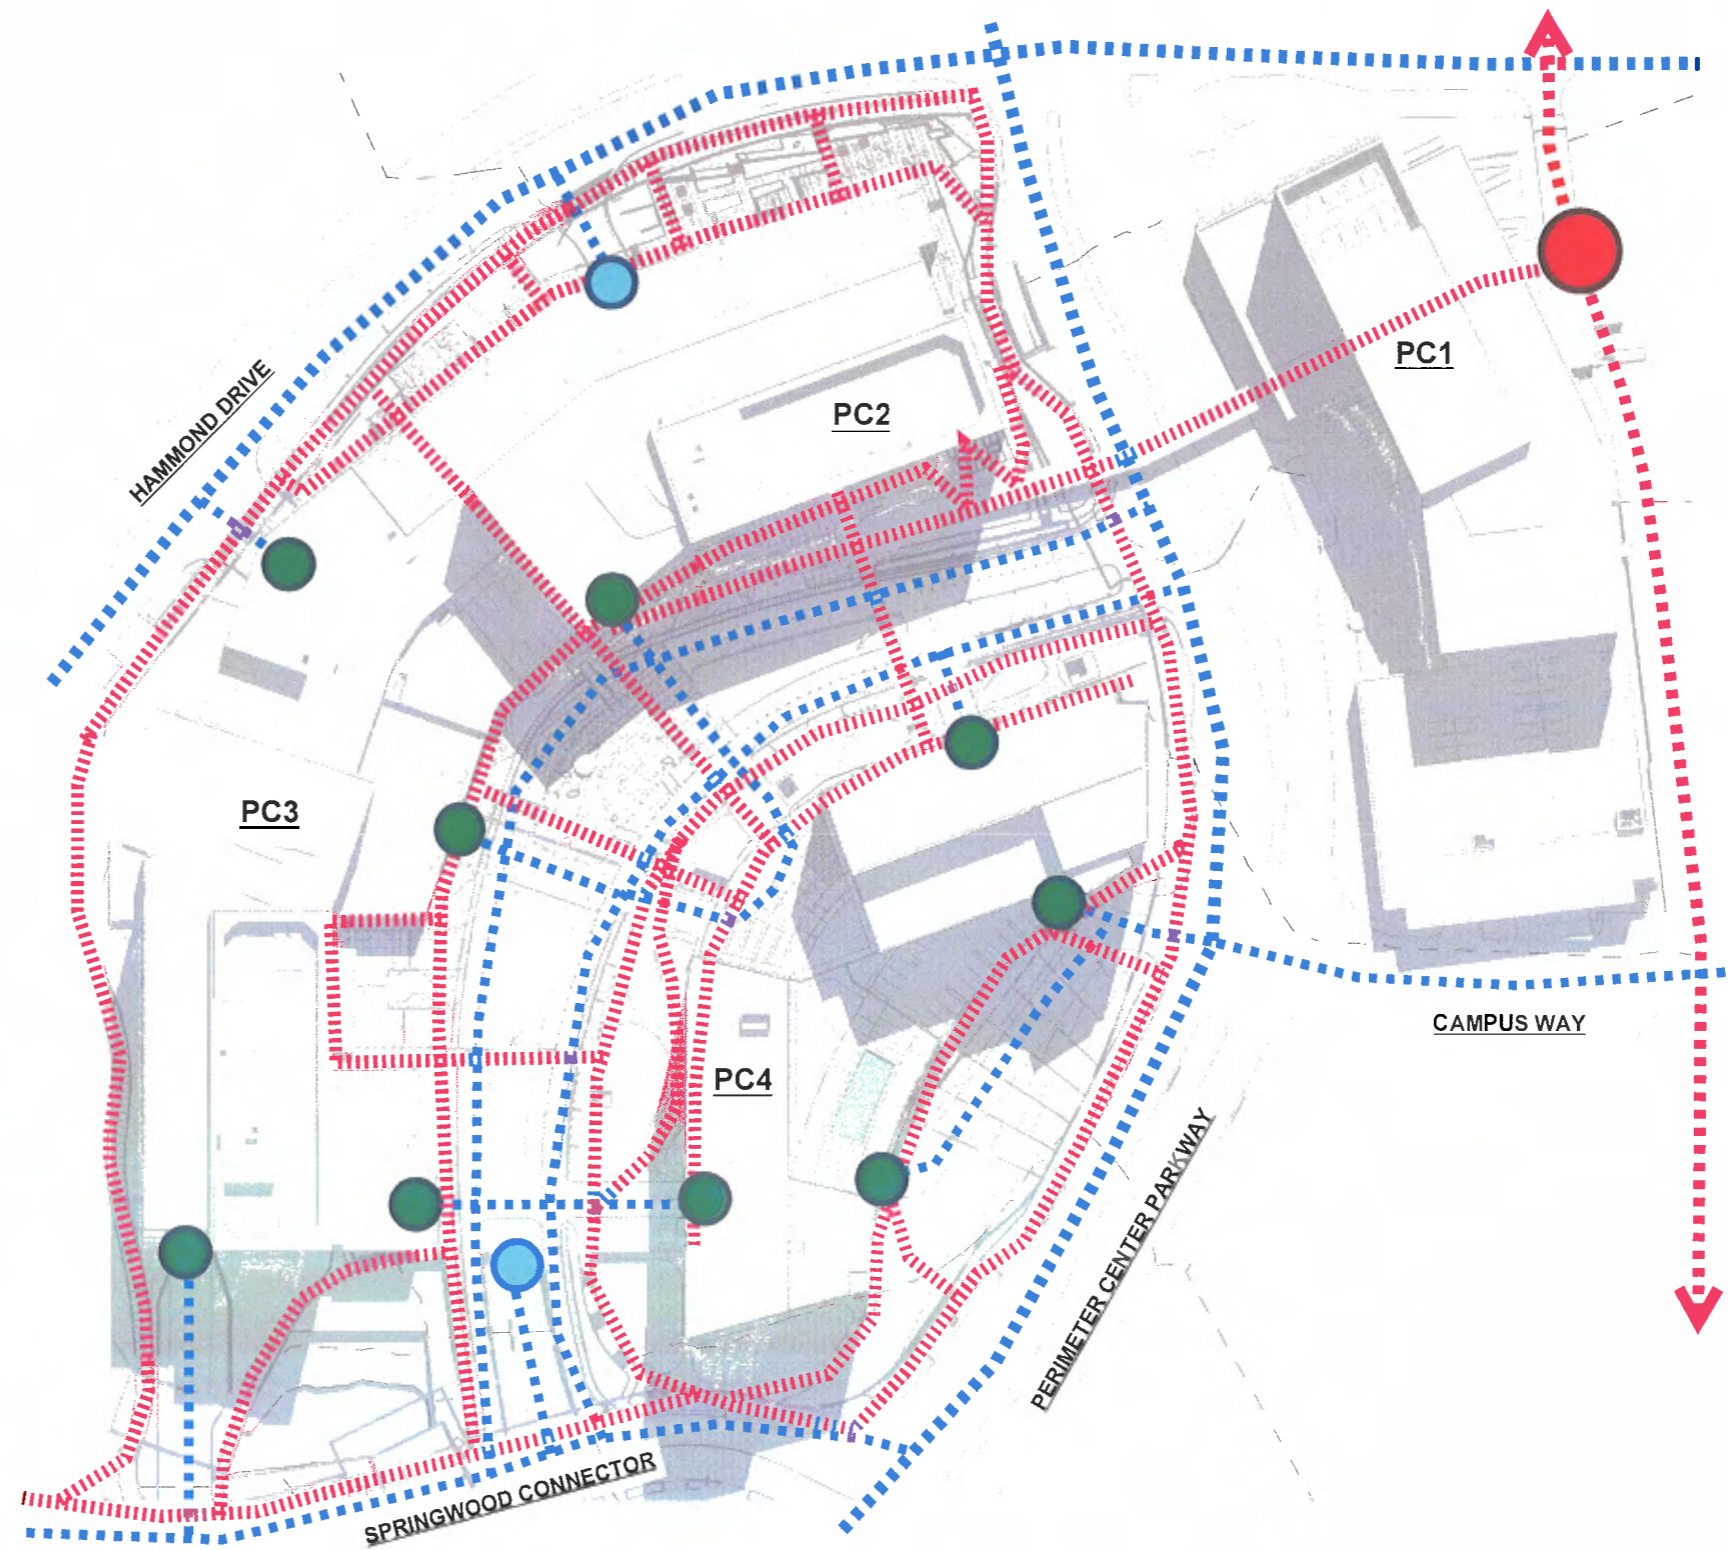 HAMMOND DRIVE
PC1
PC2
PC3
CAMPUS WAY
PC4
PERIMETER CENTER PARKWAY
SPRINGWOOD CONNECTOR